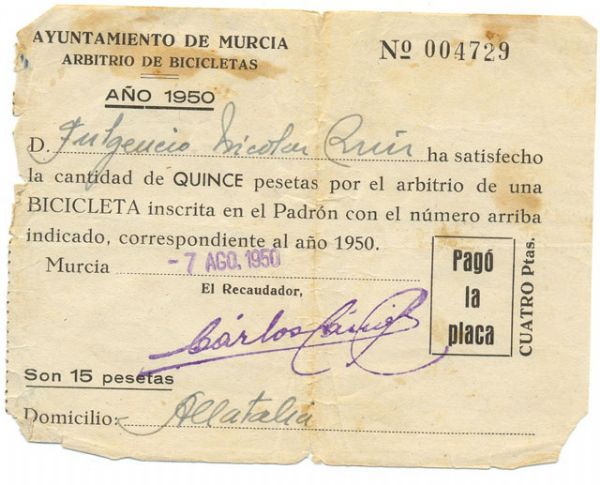 AYUNTAMIENTO DE MURCIA
ARBITRIO DE BICICLETAS
Nº 004729
AÑO 1950
D. Fulgencio Nicolas Ruiz ha satisfecho
la cantidad de QUINCE pesetas por el arbitrio de una
BICICLETA inscrita en el Padrón con el número arriba
indicado, correspondiente al año 1950.
Murcia - 7 AGO. 1950
El Recaudador,
Carlos
Pagó
la
placa
CUATRO Ptas.
Son 15 pesetas
Domicilio: